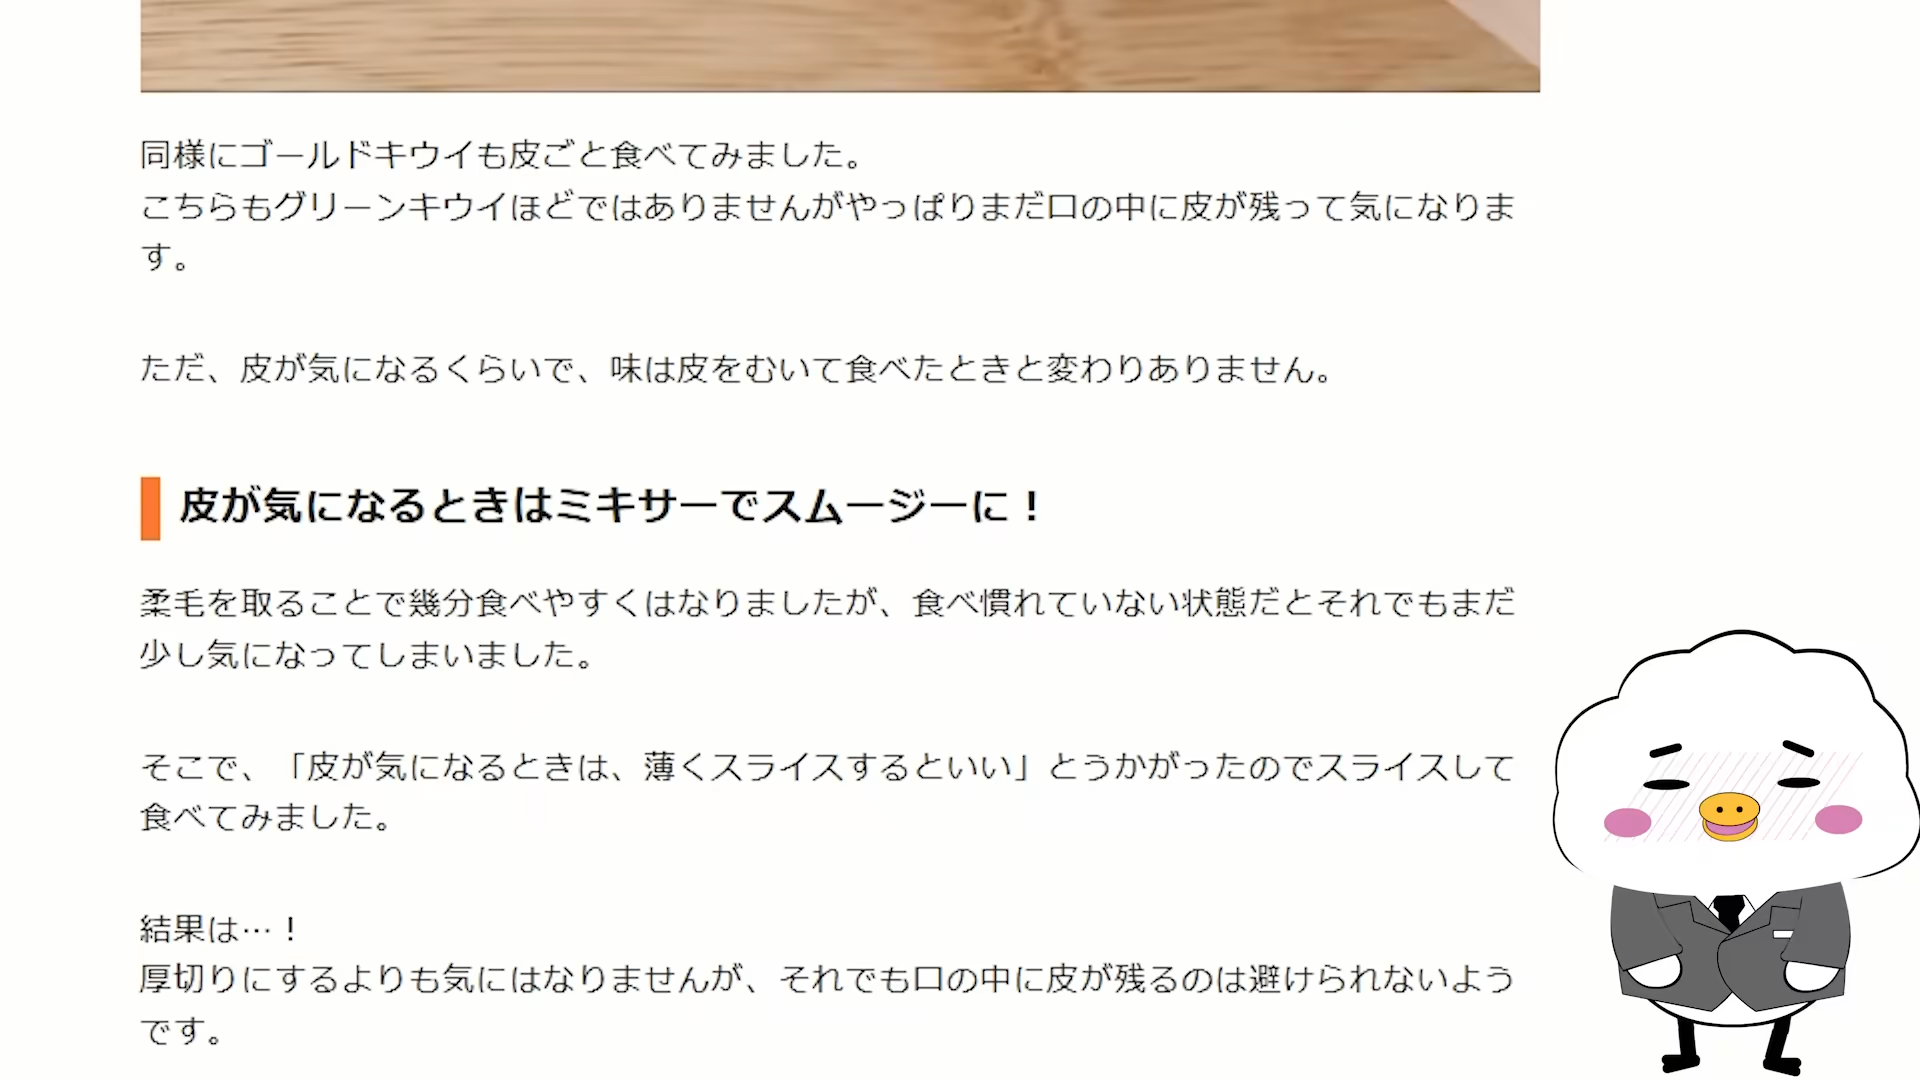 同様にゴールドキウイも皮ごと食べてみました。
こちらもグリーンキウイほどではありませんがやっぱりまだ口の中に皮が残って気になりま
す。
ただ、皮が気になるくらいで、味は皮をむいて食べたときと変わりありません。
皮が気になるときはミキサーでスムージーに！
柔毛を取ることで幾分食べやすくはなりましたが、食べ慣れていない状態だとそれでもまだ
少し気になってしまいました。
そこで、「皮が気になるときは、薄くスライスするといい」とうかがったのでスライスして
食べてみました。
結果は…！
厚切りにするよりも気にはなりませんが、それでも口の中に皮が残るのは避けられないよう
です。